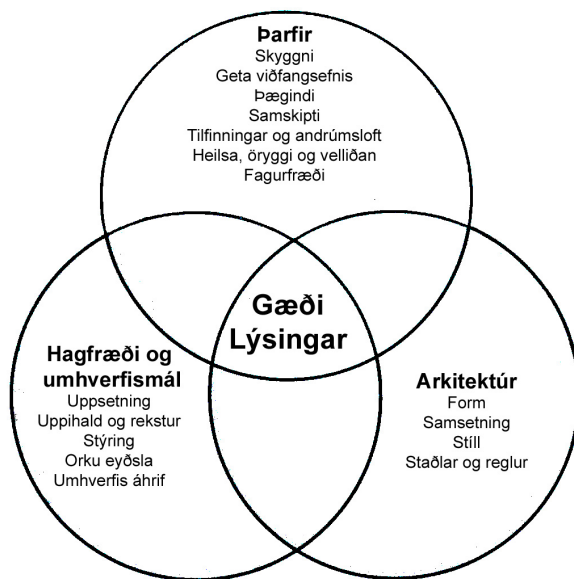 Þarfir
Skyggni
Geta viðfangsefnis
Þægindi
Samskipti
Tilfinningar og andrúmsloft
Heilsa, öryggi og velliðan
Fagurfræði
Gæði
Lýsingar
Hagfræði og
umhverfismál
Uppsetning
Uppihald og rekstur
Stýring
Orku eyðsla
Umhverfis áhrif
Arkitektúr
Form
Samsetning
Stíll
Staðlar og reglur